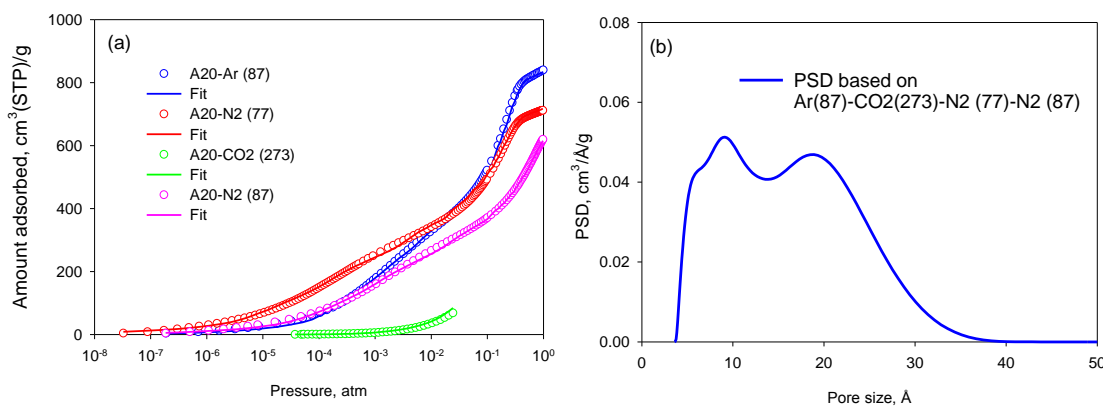 (a)
1000
800
600
400
200
0
Amount adsorbed, cm³(STP)/g
A20-Ar (87)
Fit
A20-N2 (77)
Fit
A20-CO2 (273)
Fit
A20-N2 (87)
Fit
10⁻⁸ 10⁻⁷ 10⁻⁶ 10⁻⁵ 10⁻⁴ 10⁻³ 10⁻² 10⁻¹ 10⁰
Pressure, atm
(b)
0.08
0.06
0.04
0.02
0.00
PSD, cm³/Å/g
PSD based on
Ar(87)-CO2(273)-N2 (77)-N2 (87)
0 10 20 30 40 50
Pore size, Å